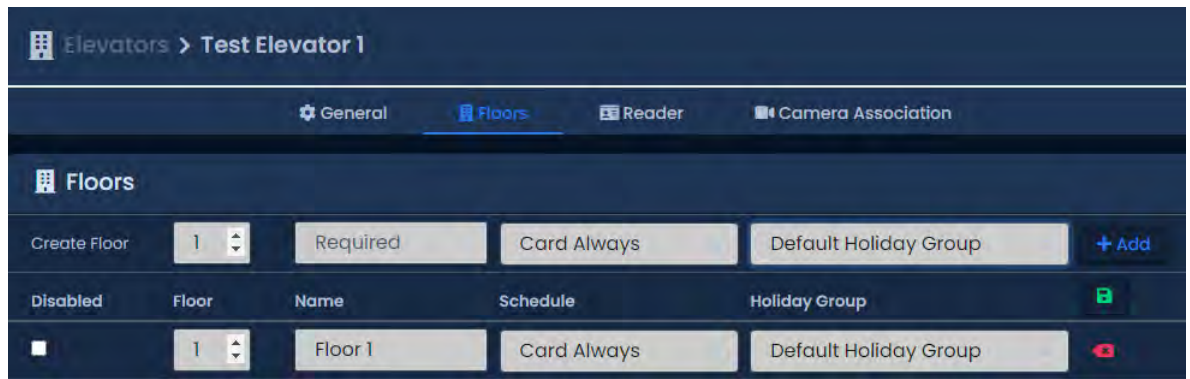 Elevators > Test Elevator 1
General Floors Reader Camera Association
Floors
Create Floor 1 Required Card Always Default Holiday Group + Add
Disabled Floor Name Schedule Holiday Group
1 Floor 1 Card Always Default Holiday Group